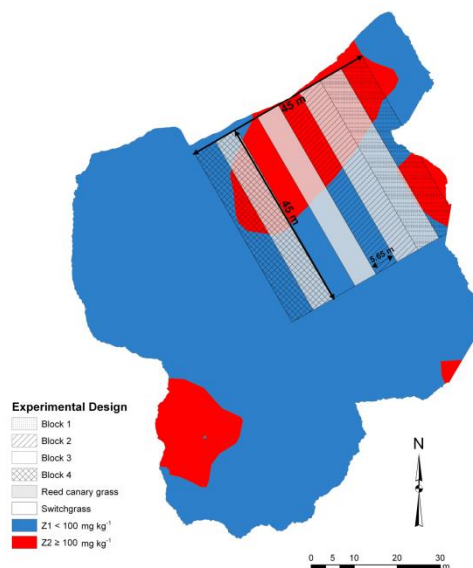 45 m
45 m
5.65 m
Experimental Design
Block 1
Block 2
Block 3
Block 4
Reed canary grass
Switchgrass
Z1 < 100 mg kg⁻¹
Z2 ≥ 100 mg kg⁻¹
N
0 5 10 20 30
m